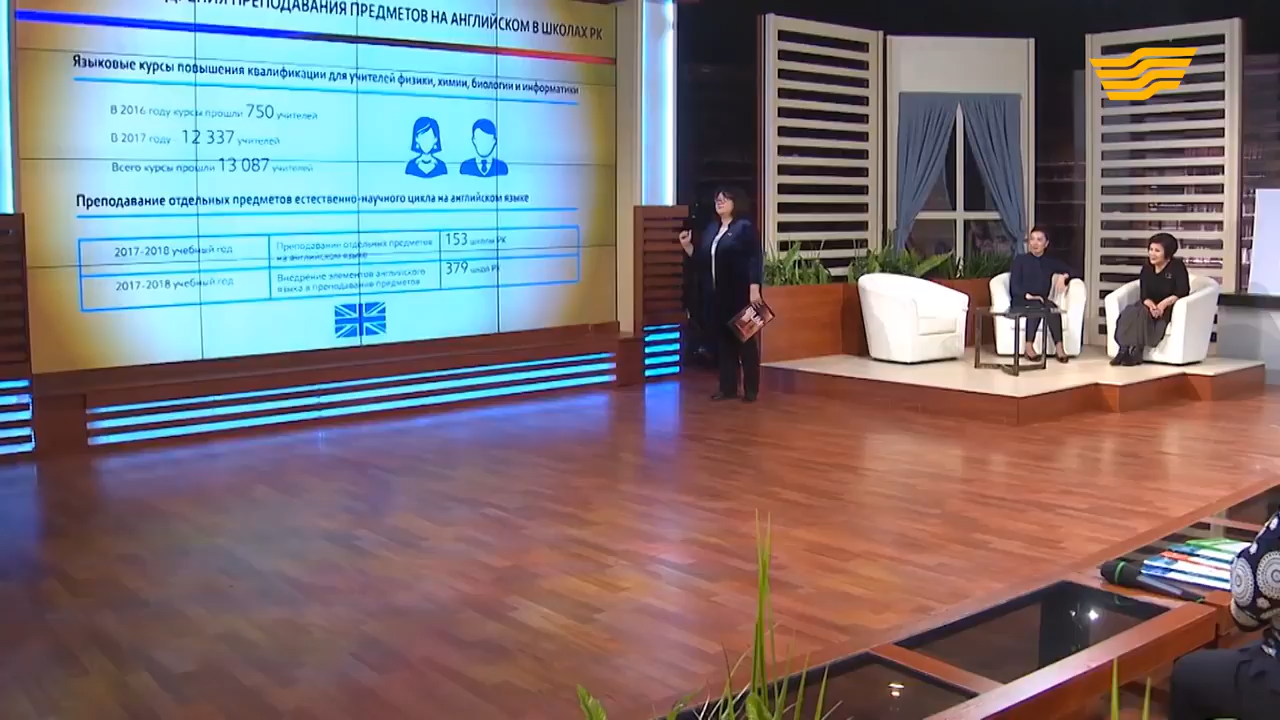 ПРЕПОДАВАНИЯ ПРЕДМЕТОВ НА АНГЛИЙСКОМ В ШКОЛАХ РК
Языковые курсы повышения квалификации для учителей физики, химии, биологии и информатики
В 2016 году курсы прошли 750 учителей
В 2017 году 12 337 учителей
Всего курсы прошли 13 087 учителей
Преподавание отдельных предметов естественно-научного цикла на английском языке
2017-2018 учебный год Преподавание отдельных предметов 153 школы РК
на английском языке
2017-2018 учебный год Внедрение элементов английского 379 школ РК
языка в преподавание предметов